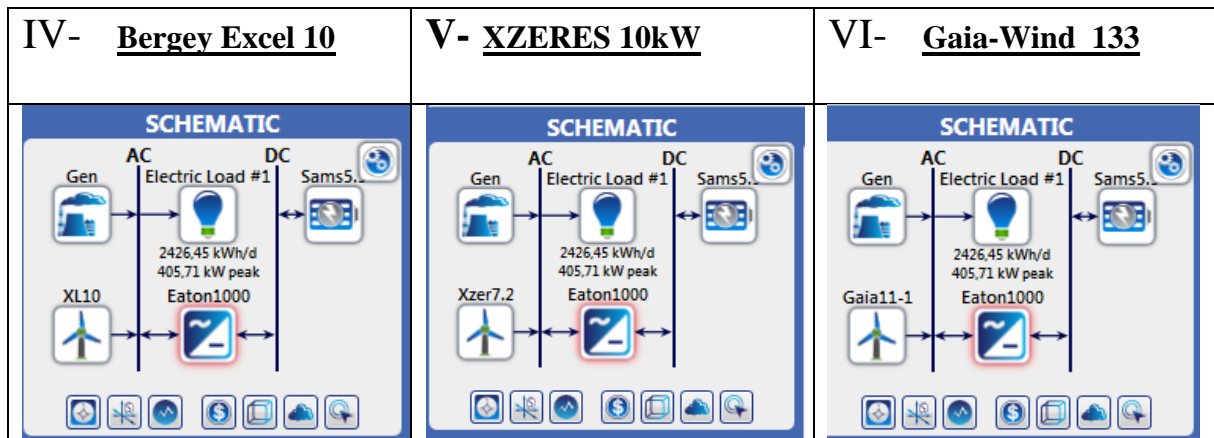 IV- Bergey Excel 10
V- XZERES 10kW
VI- Gaia-Wind 133
SCHEMATIC
AC DC
Gen Electric Load #1 Sams5.
2426,45 kWh/d
405,71 kW peak
XL10 Eaton1000
SCHEMATIC
AC DC
Gen Electric Load #1 Sams5.
2426,45 kWh/d
405,71 kW peak
Xzer7.2 Eaton1000
SCHEMATIC
AC DC
Gen Electric Load #1 Sams5.
2426,45 kWh/d
405,71 kW peak
Gaia11-1 Eaton1000